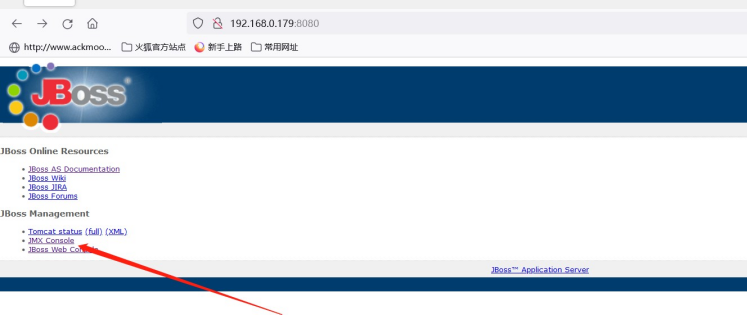 192.168.0.179:8080
http://www.ackmoo... 火狐官方站点 新手上路 常用网址
JBoss
JBoss Online Resources
JBoss AS Documentation
JBoss Wiki
JBoss JIRA
JBoss Forums
JBoss Management
Tomcat status (full) (XML)
JMX Console
JBoss Web Console
JBoss™ Application Server